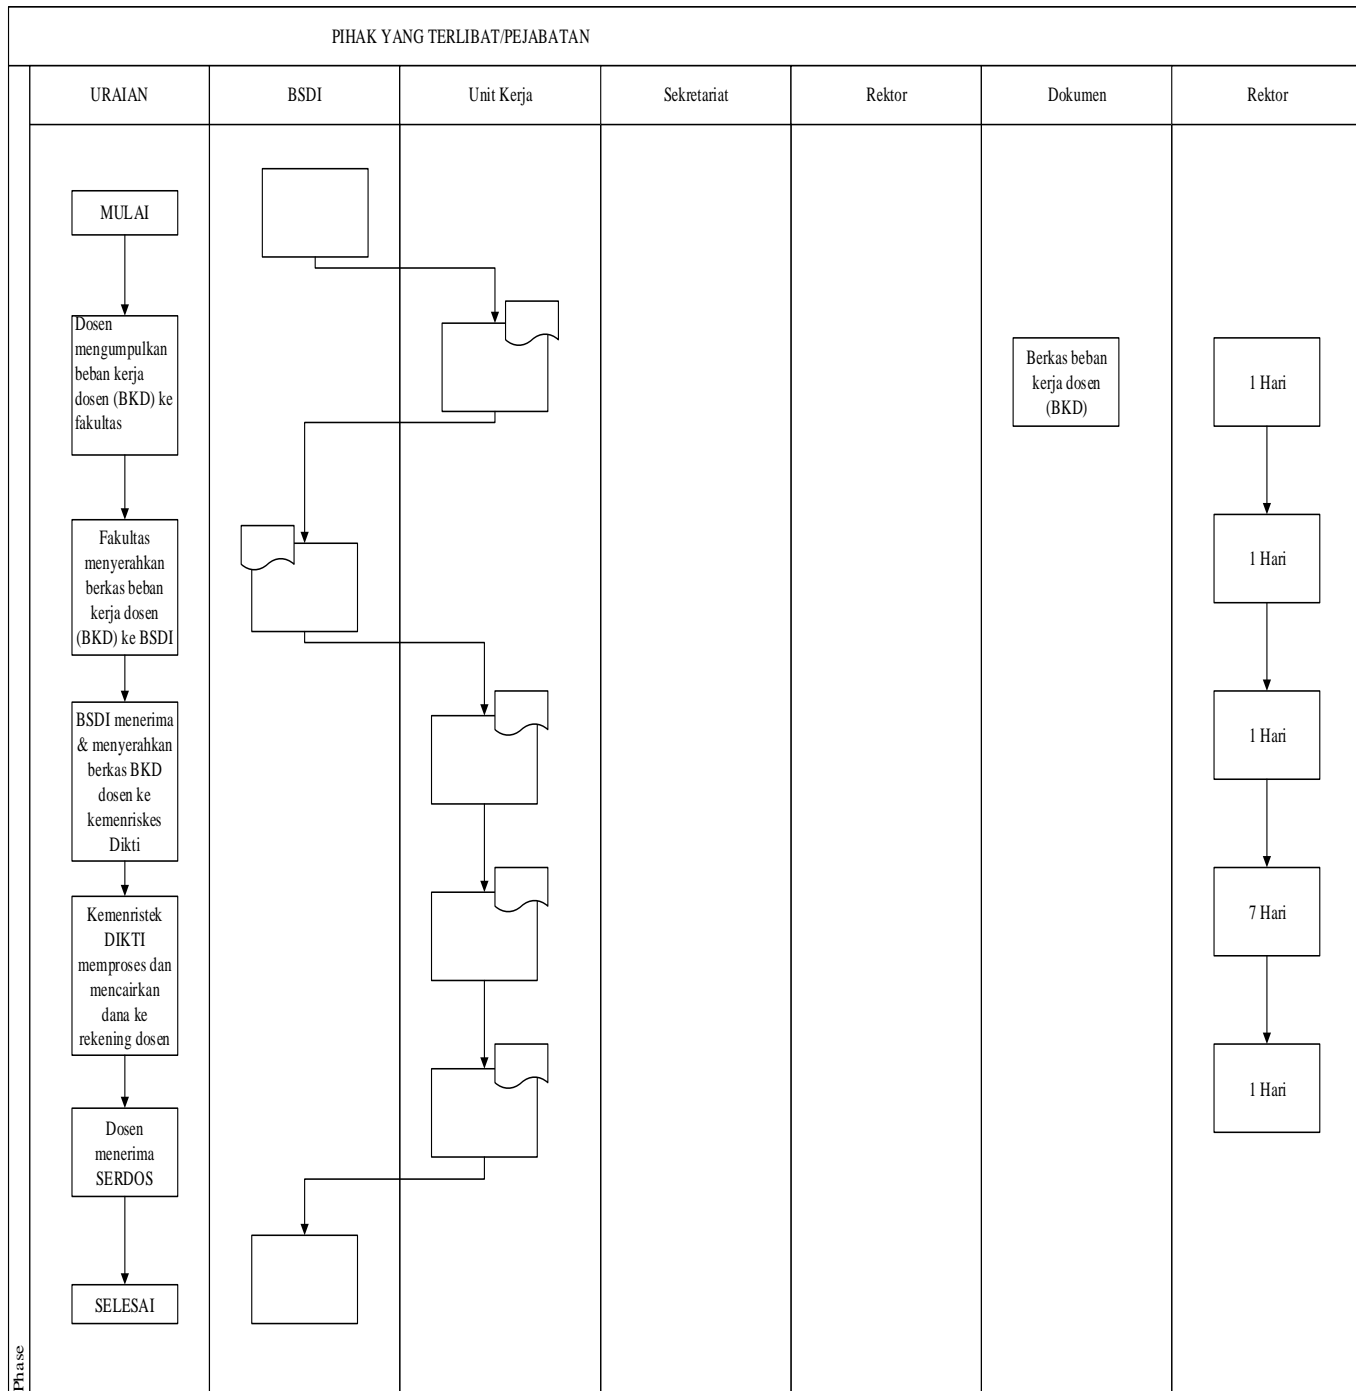 PIHAK YANG TERLIBAT/PEJABATAN
URAIAN
BSDI
Unit Kerja
Sekretariat
Rektor
Dokumen
Rektor
MULAI
Dosen
mengumpulkan
beban kerja
dosen (BKD) ke
fakultas
Berkas beban
kerja dosen
(BKD)
1 Hari
Fakultas
menyerahkan
berkas beban
kerja dosen
(BKD) ke BSDI
1 Hari
BSDI menerima
& menyerahkan
berkas BKD
dosen ke
kemenriskes
Dikti
1 Hari
Kemenristek
DIKTI
memproses dan
mencairkan
dana ke
rekening dosen
7 Hari
Dosen
menerima
SERDOS
1 Hari
SELESAI
Phase